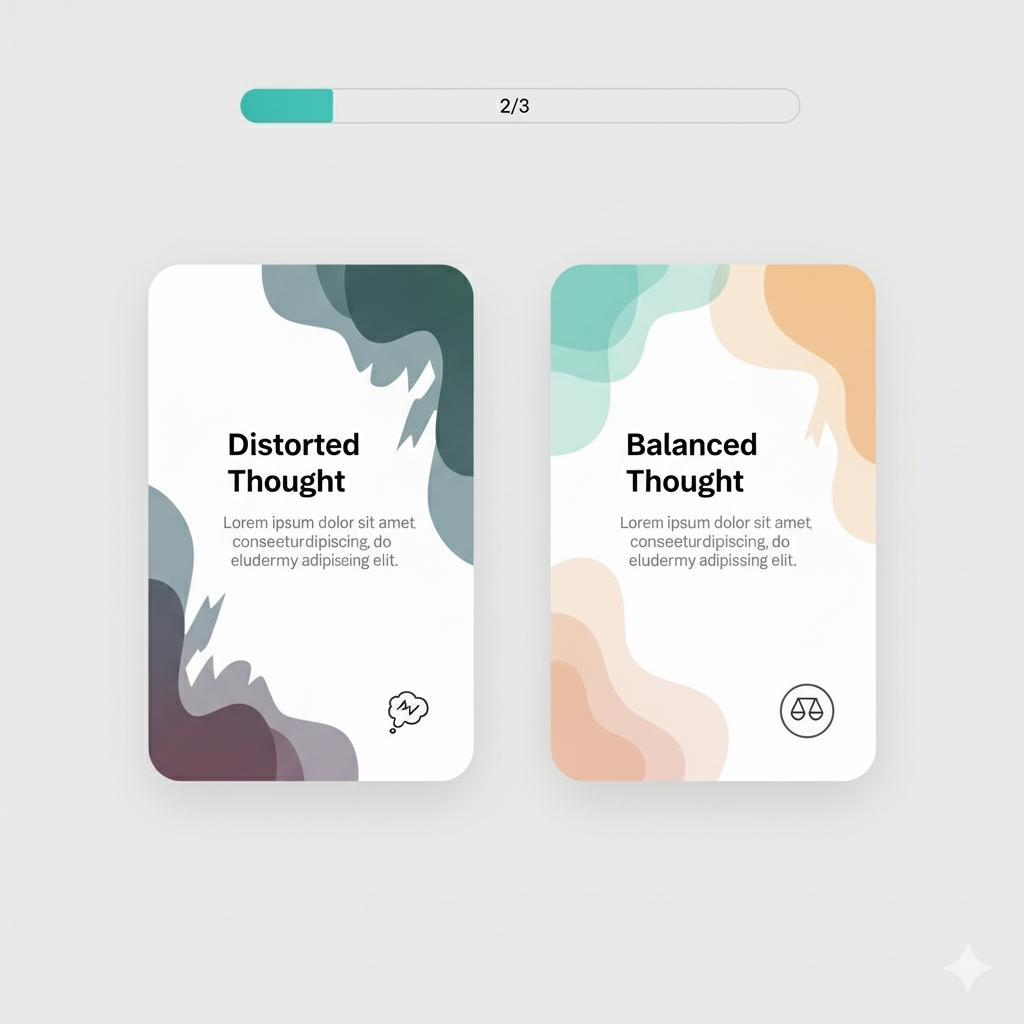 2/3
Distorted
Thought
Lorem ipsum dolor sit amet
conseeturdipiscing, do
eludermy adipiseing elit.
Balanced
Thought
Lorem ipsum dolor sit amet,
conseeturdipiscing, do
eludermy adipissing elit.